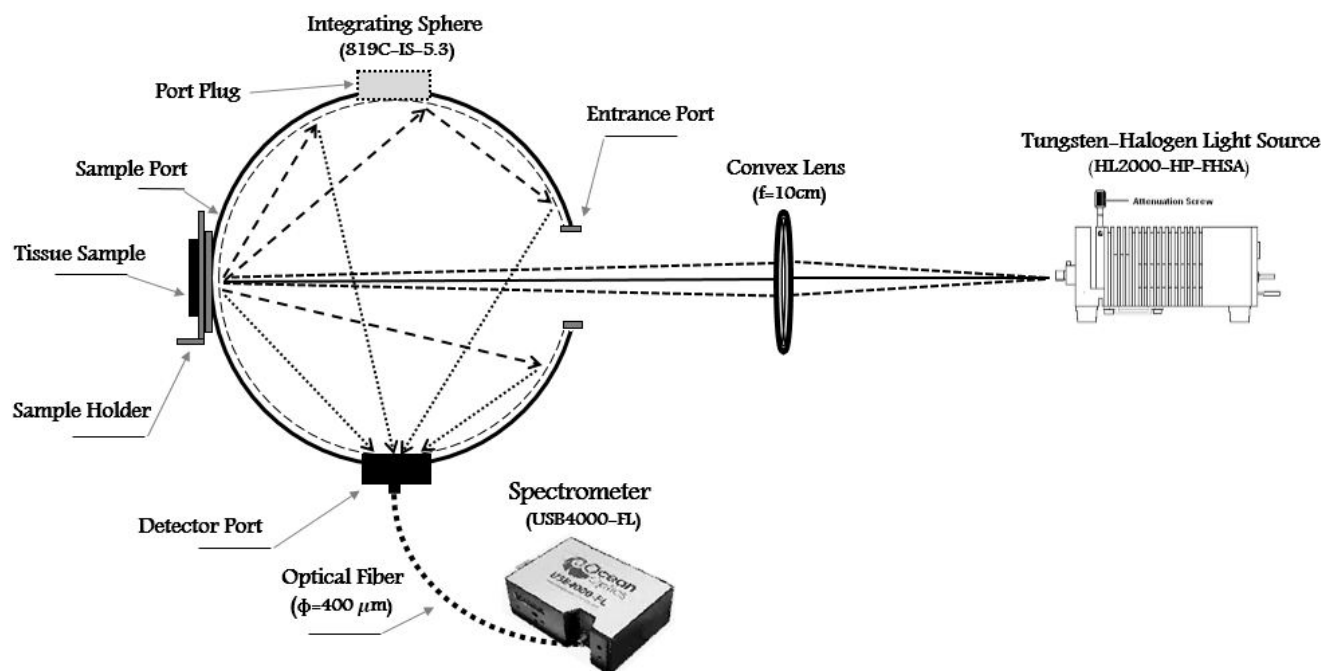 Integrating Sphere
(819C-IS-5.3)
Port Plug
Entrance Port
Sample Port
Convex Lens
(f=10cm)
Tungsten-Halogen Light Source
(HL2000-HP-FHSA)
Attenuation Screw
Tissue Sample
Sample Holder
Detector Port
Spectrometer
(USB4000-FL)
Ocean
Optics
USB4000-FL
Optical Fiber
(Φ=400 μm)